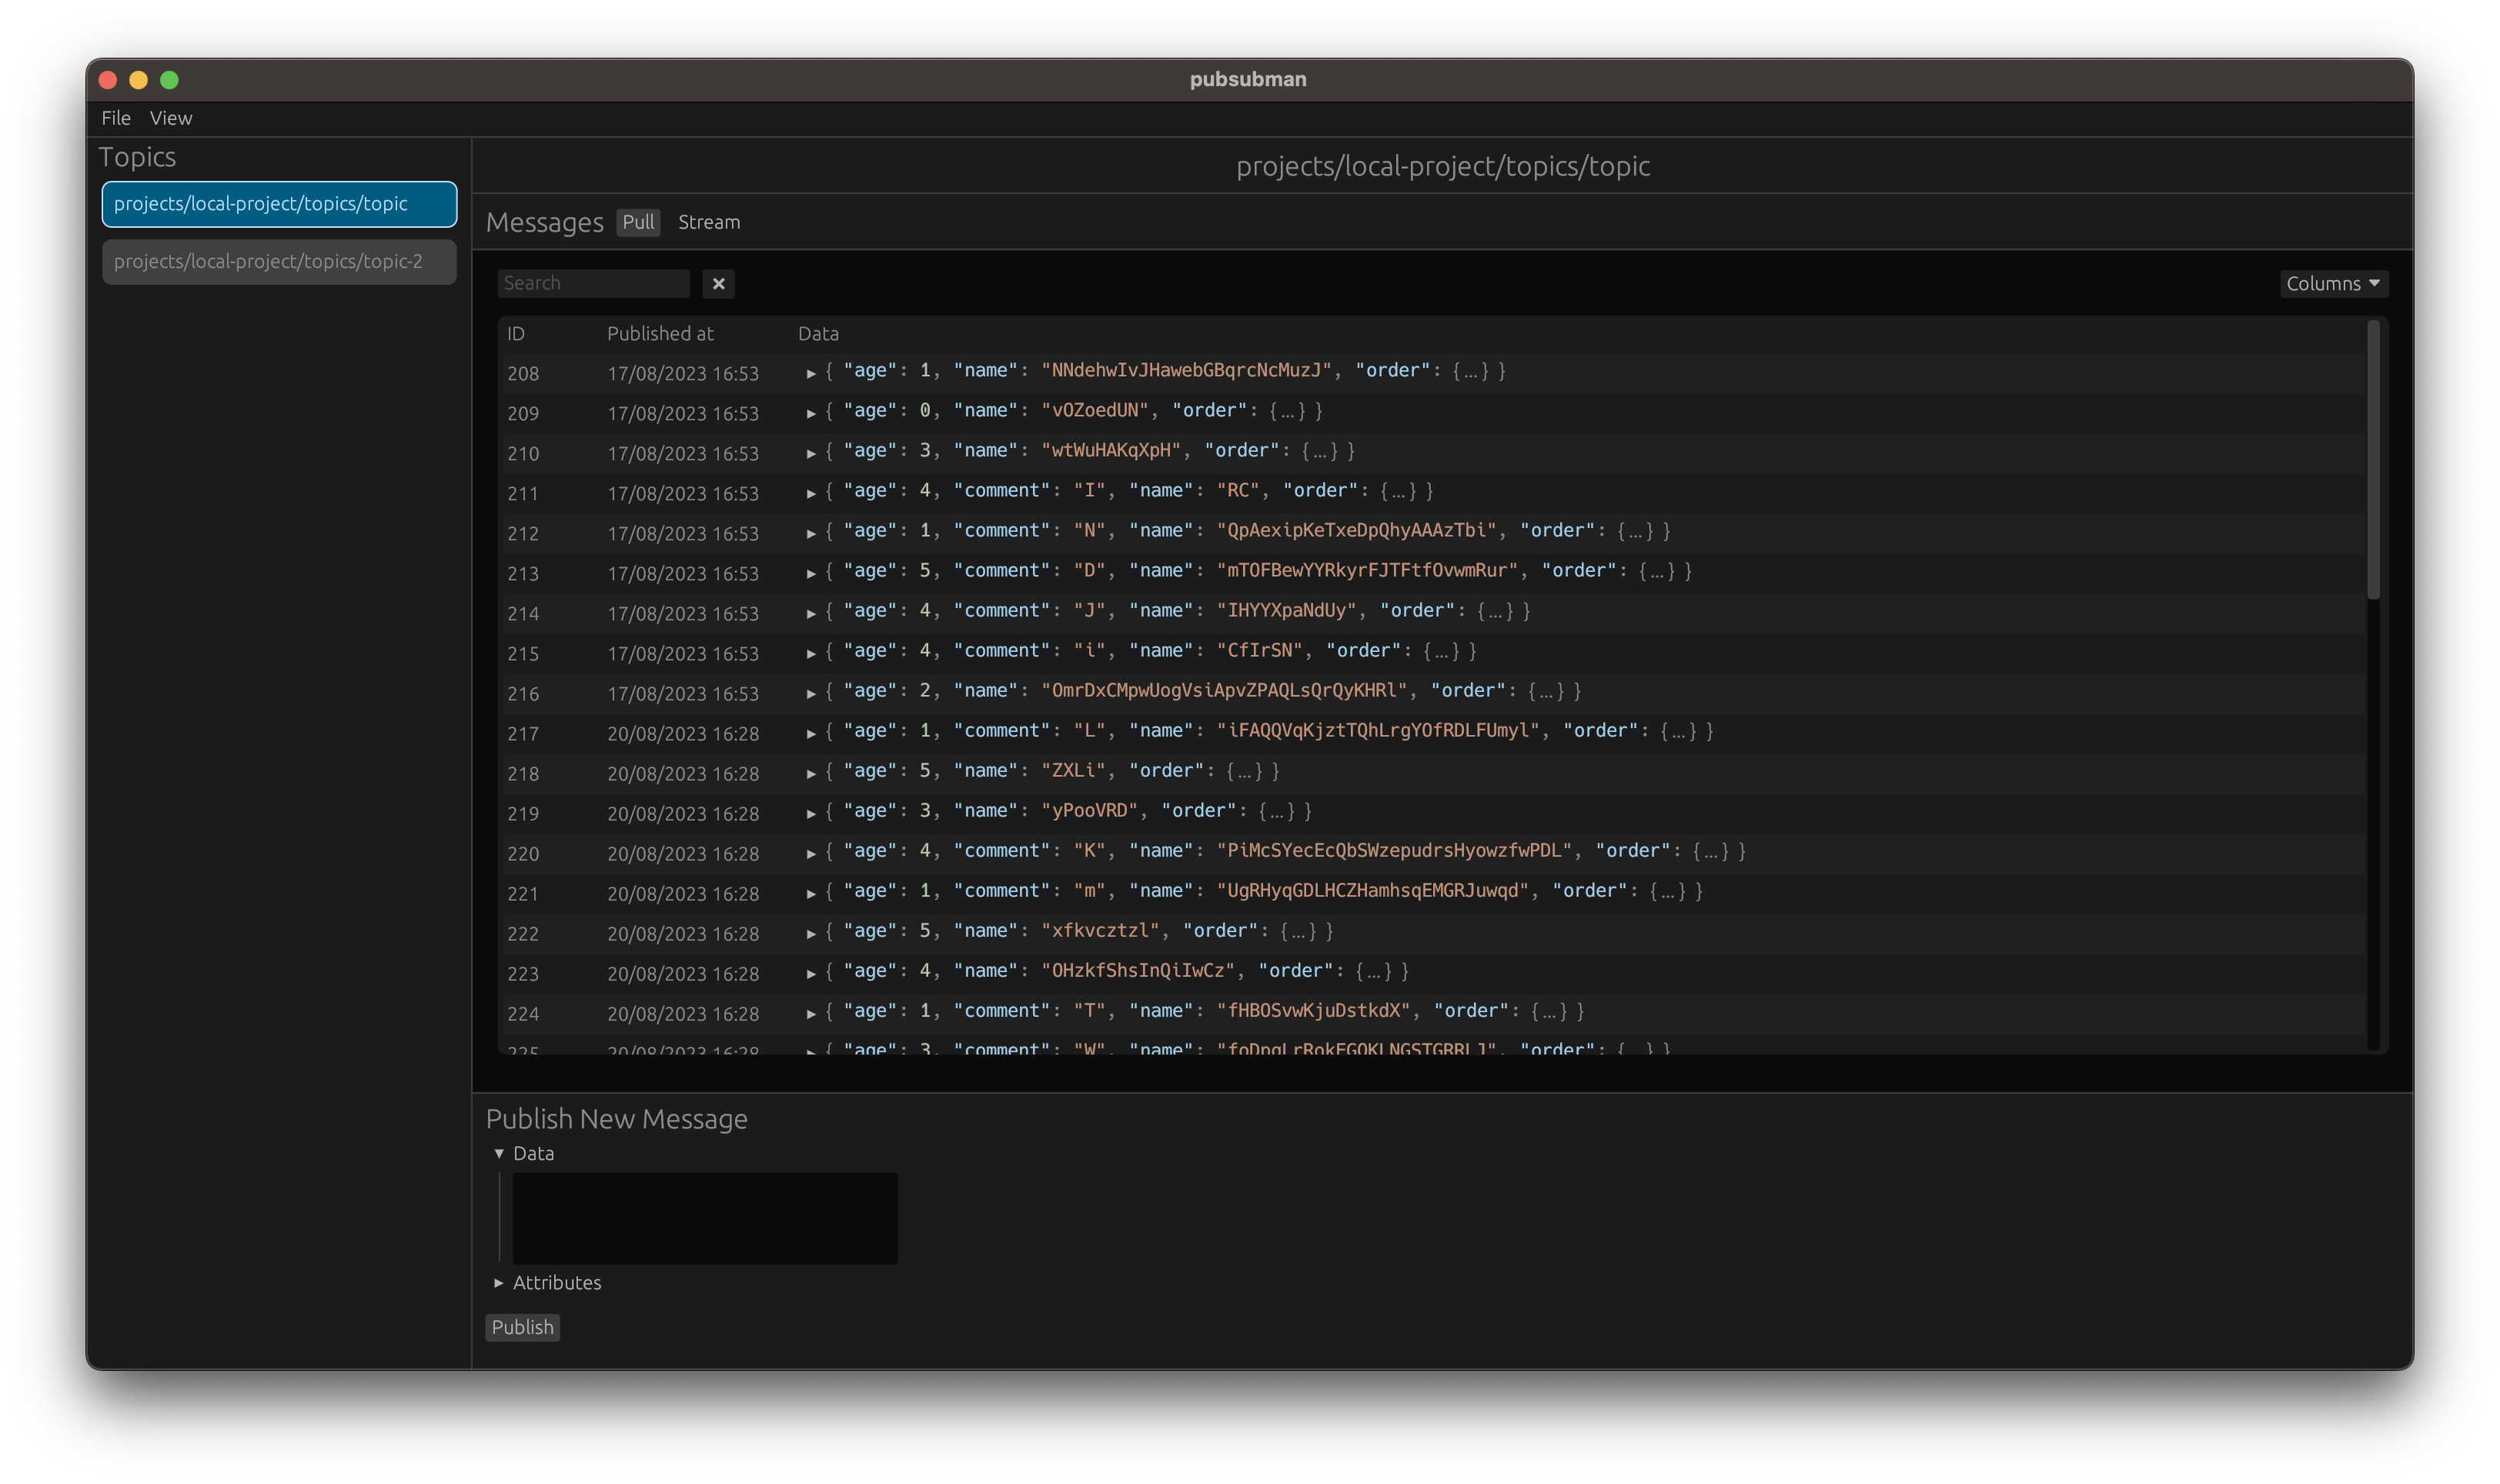 pubsubman
File View
Topics
projects/local-project/topics/topic
projects/local-project/topics/topic-2
projects/local-project/topics/topic
Messages Pull Stream
Search × Columns
ID Published at Data
208 17/08/2023 16:53 ▶ { "age": 1, "name": "NNdehwIvJHawebGBqrcNcMuzJ", "order": {…} }
209 17/08/2023 16:53 ▶ { "age": 0, "name": "vOZoedUN", "order": {…} }
210 17/08/2023 16:53 ▶ { "age": 3, "name": "wtWuHAKqXpH", "order": {…} }
211 17/08/2023 16:53 ▶ { "age": 4, "comment": "I", "name": "RC", "order": {…} }
212 17/08/2023 16:53 ▶ { "age": 1, "comment": "N", "name": "QpAexipKeTxeDpQhyAAAzTbi", "order": {…} }
213 17/08/2023 16:53 ▶ { "age": 5, "comment": "D", "name": "mTOFBewYYRkyrFJTFtfOvwmRur", "order": {…} }
214 17/08/2023 16:53 ▶ { "age": 4, "comment": "J", "name": "IHYYXpaNdUy", "order": {…} }
215 17/08/2023 16:53 ▶ { "age": 4, "comment": "i", "name": "CfIrSN", "order": {…} }
216 17/08/2023 16:53 ▶ { "age": 2, "name": "OmrDxCMpwUogVsiApvZPAQLsQrQyKHRl", "order": {…} }
217 20/08/2023 16:28 ▶ { "age": 1, "comment": "L", "name": "iFAQQVqKjztTQhLrgYOfRDLFUmyl", "order": {…} }
218 20/08/2023 16:28 ▶ { "age": 5, "name": "ZXLi", "order": {…} }
219 20/08/2023 16:28 ▶ { "age": 3, "name": "yPooVRD", "order": {…} }
220 20/08/2023 16:28 ▶ { "age": 4, "comment": "K", "name": "PiMcSYecEcQbSWzepudrsHyowzfwPDL", "order": {…} }
221 20/08/2023 16:28 ▶ { "age": 1, "comment": "m", "name": "UgRHyqGDLHCZHamhsqEMGRJuwqd", "order": {…} }
222 20/08/2023 16:28 ▶ { "age": 5, "name": "xfkvcztzl", "order": {…} }
223 20/08/2023 16:28 ▶ { "age": 4, "name": "OHzkfShsInQiIwCz", "order": {…} }
224 20/08/2023 16:28 ▶ { "age": 1, "comment": "T", "name": "fHBOSvwKjuDstkdX", "order": {…} }
225 20/08/2023 16:28 ▶ { "age": 3, "comment": "W", "name": "order": {…} }
Publish New Message
Data
Attributes
Publish